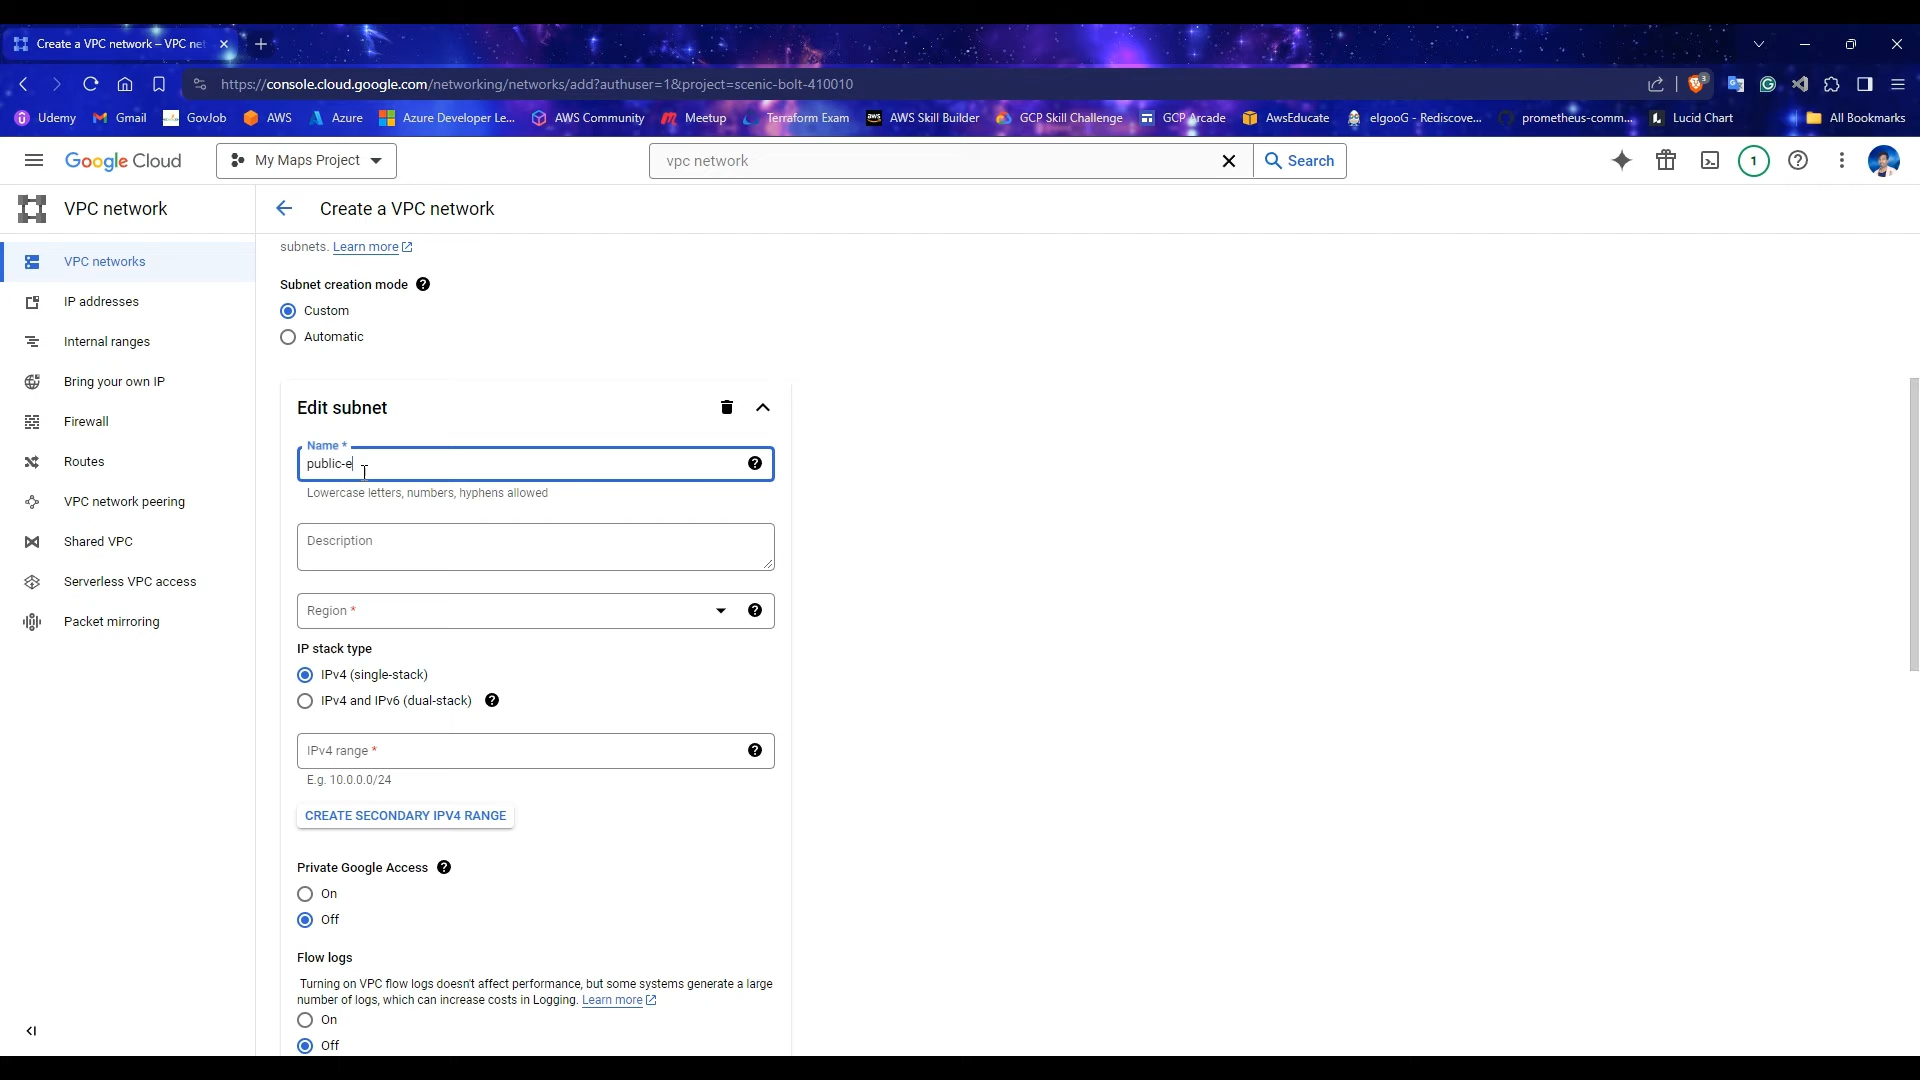 Create a VPC network – VPC net
https://console.cloud.google.com/networking/networks/add?authuser=1&project=scenic-bolt-410010
3
Udemy
Gmail
GovJob
AWS
Azure
Azure Developer Le...
AWS Community
Meetup
Terraform Exam
aws
AWS Skill Builder
GCP Skill Challenge
GCP Arcade
AwsEducate
elgooG - Rediscove...
prometheus-comm...
Lucid Chart
All Bookmarks
Google Cloud
My Maps Project
vpc network
Search
1
VPC network
Create a VPC network
VPC networks
IP addresses
Internal ranges
Bring your own IP
Firewall
Routes
VPC network peering
Shared VPC
Serverless VPC access
Packet mirroring
subnets. Learn more
Subnet creation mode
Custom
Automatic
Edit subnet
Name *
public-e
Lowercase letters, numbers, hyphens allowed
Description
Region *
IP stack type
IPv4 (single-stack)
IPv4 and IPv6 (dual-stack)
IPv4 range *
E.g. 10.0.0.0/24
CREATE SECONDARY IPV4 RANGE
Private Google Access
On
Off
Flow logs
Turning on VPC flow logs doesn't affect performance, but some systems generate a large
number of logs, which can increase costs in Logging. Learn more
On
Off